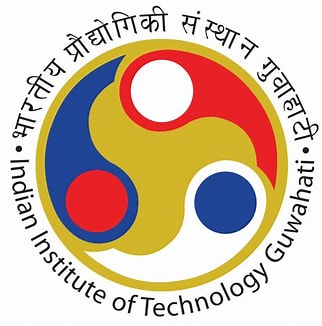 भारतीय प्रौद्योगिकी संस्थान गुवाहाटी
Indian Institute of Technology Guwahati